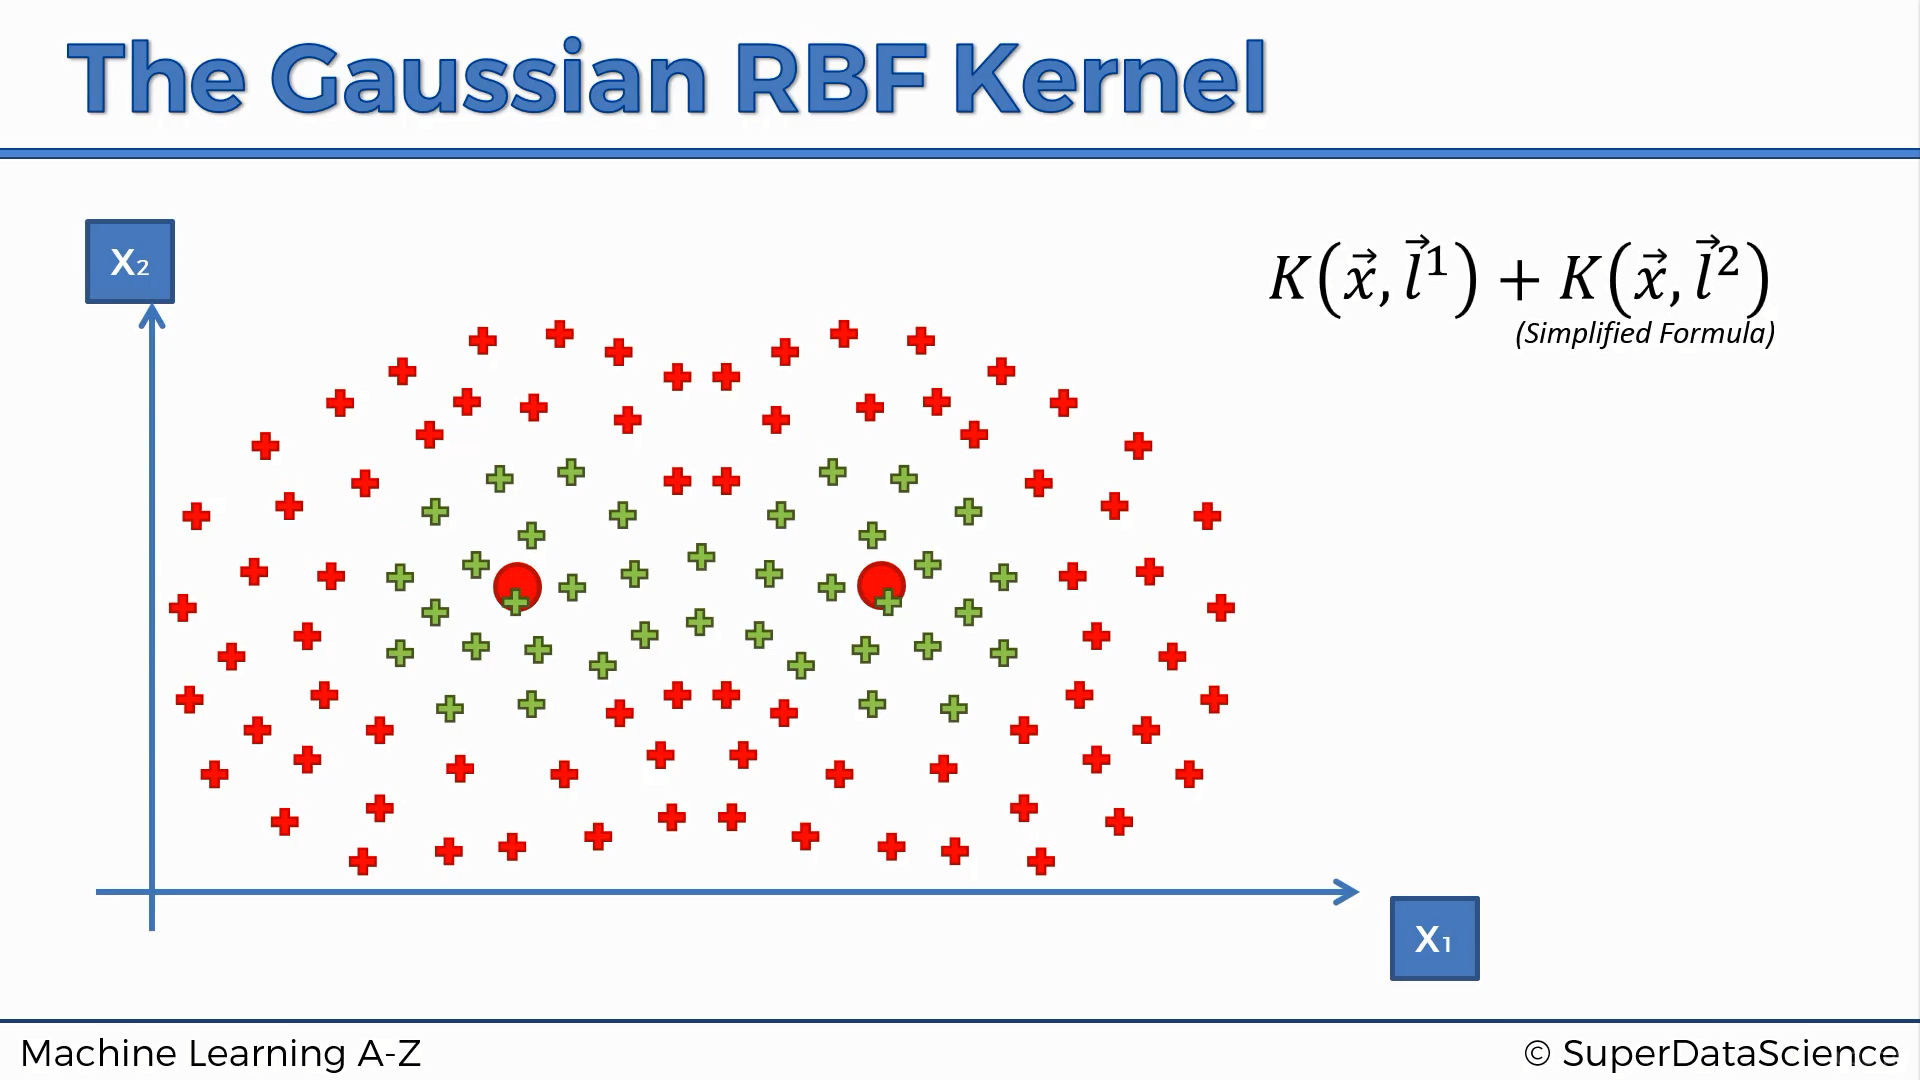 The Gaussian RBF Kernel
X₂
K(x⃗, l⃗¹) + K(x⃗, l⃗²)
(Simplified Formula)
X₁
Machine Learning A-Z
© SuperDataScience